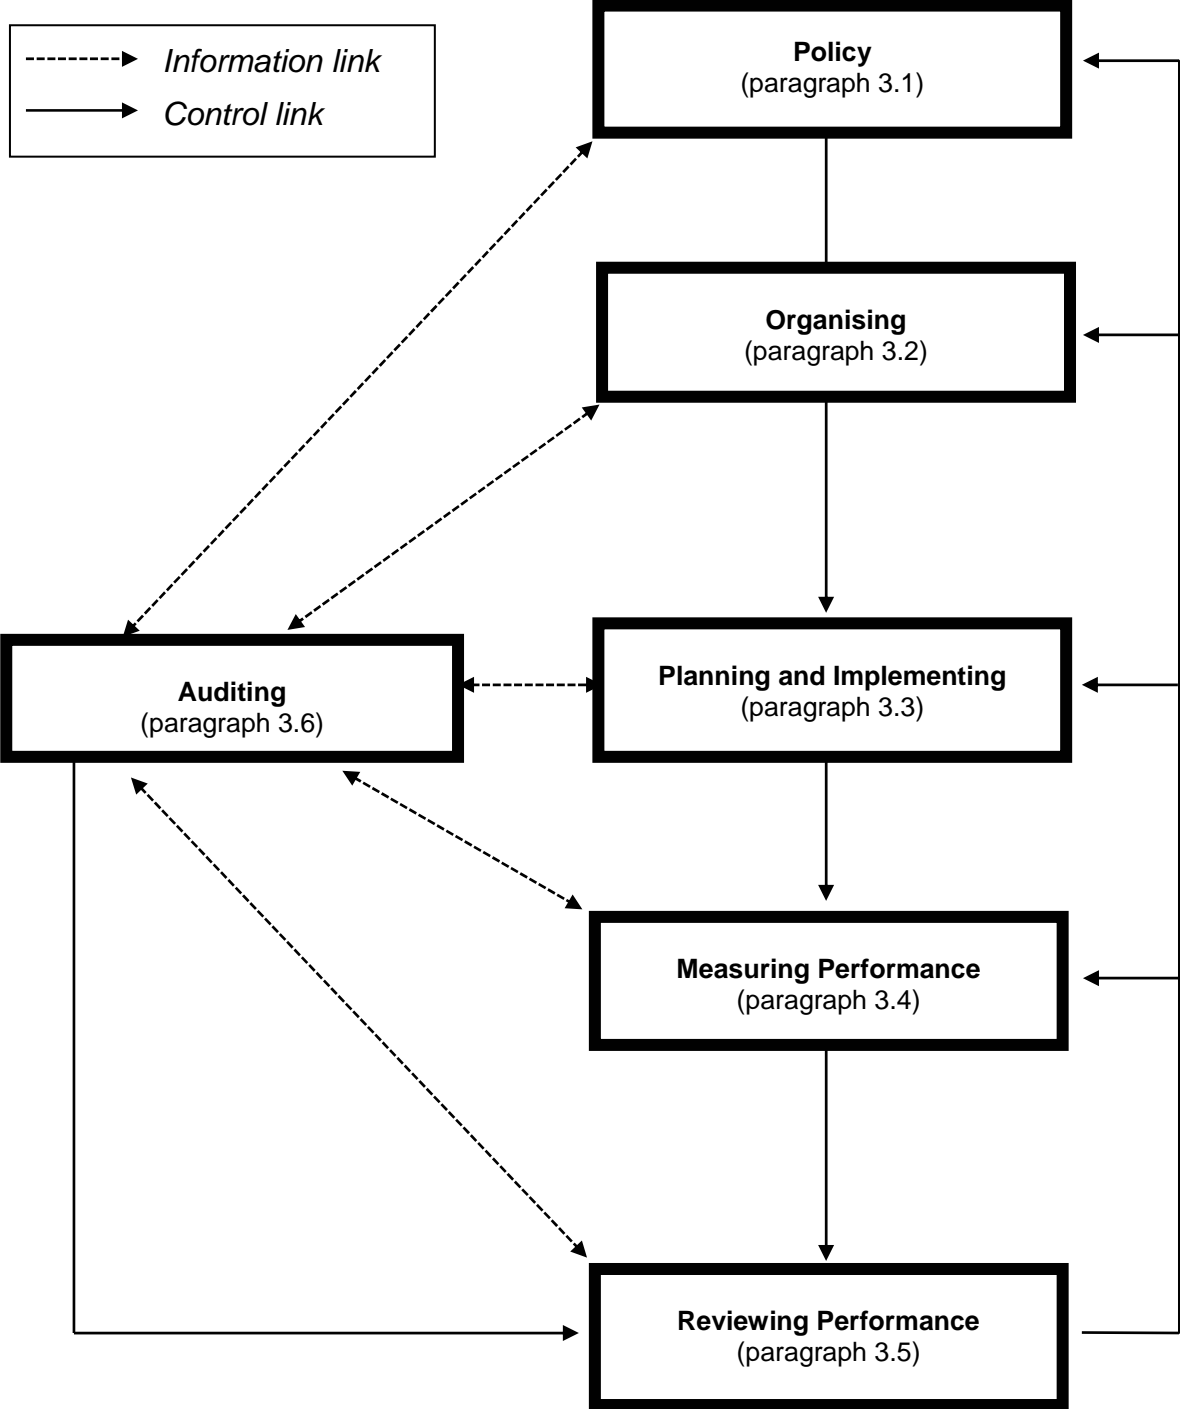 Information link
Control link
Policy
(paragraph 3.1)
Organising
(paragraph 3.2)
Planning and Implementing
(paragraph 3.3)
Auditing
(paragraph 3.6)
Measuring Performance
(paragraph 3.4)
Reviewing Performance
(paragraph 3.5)